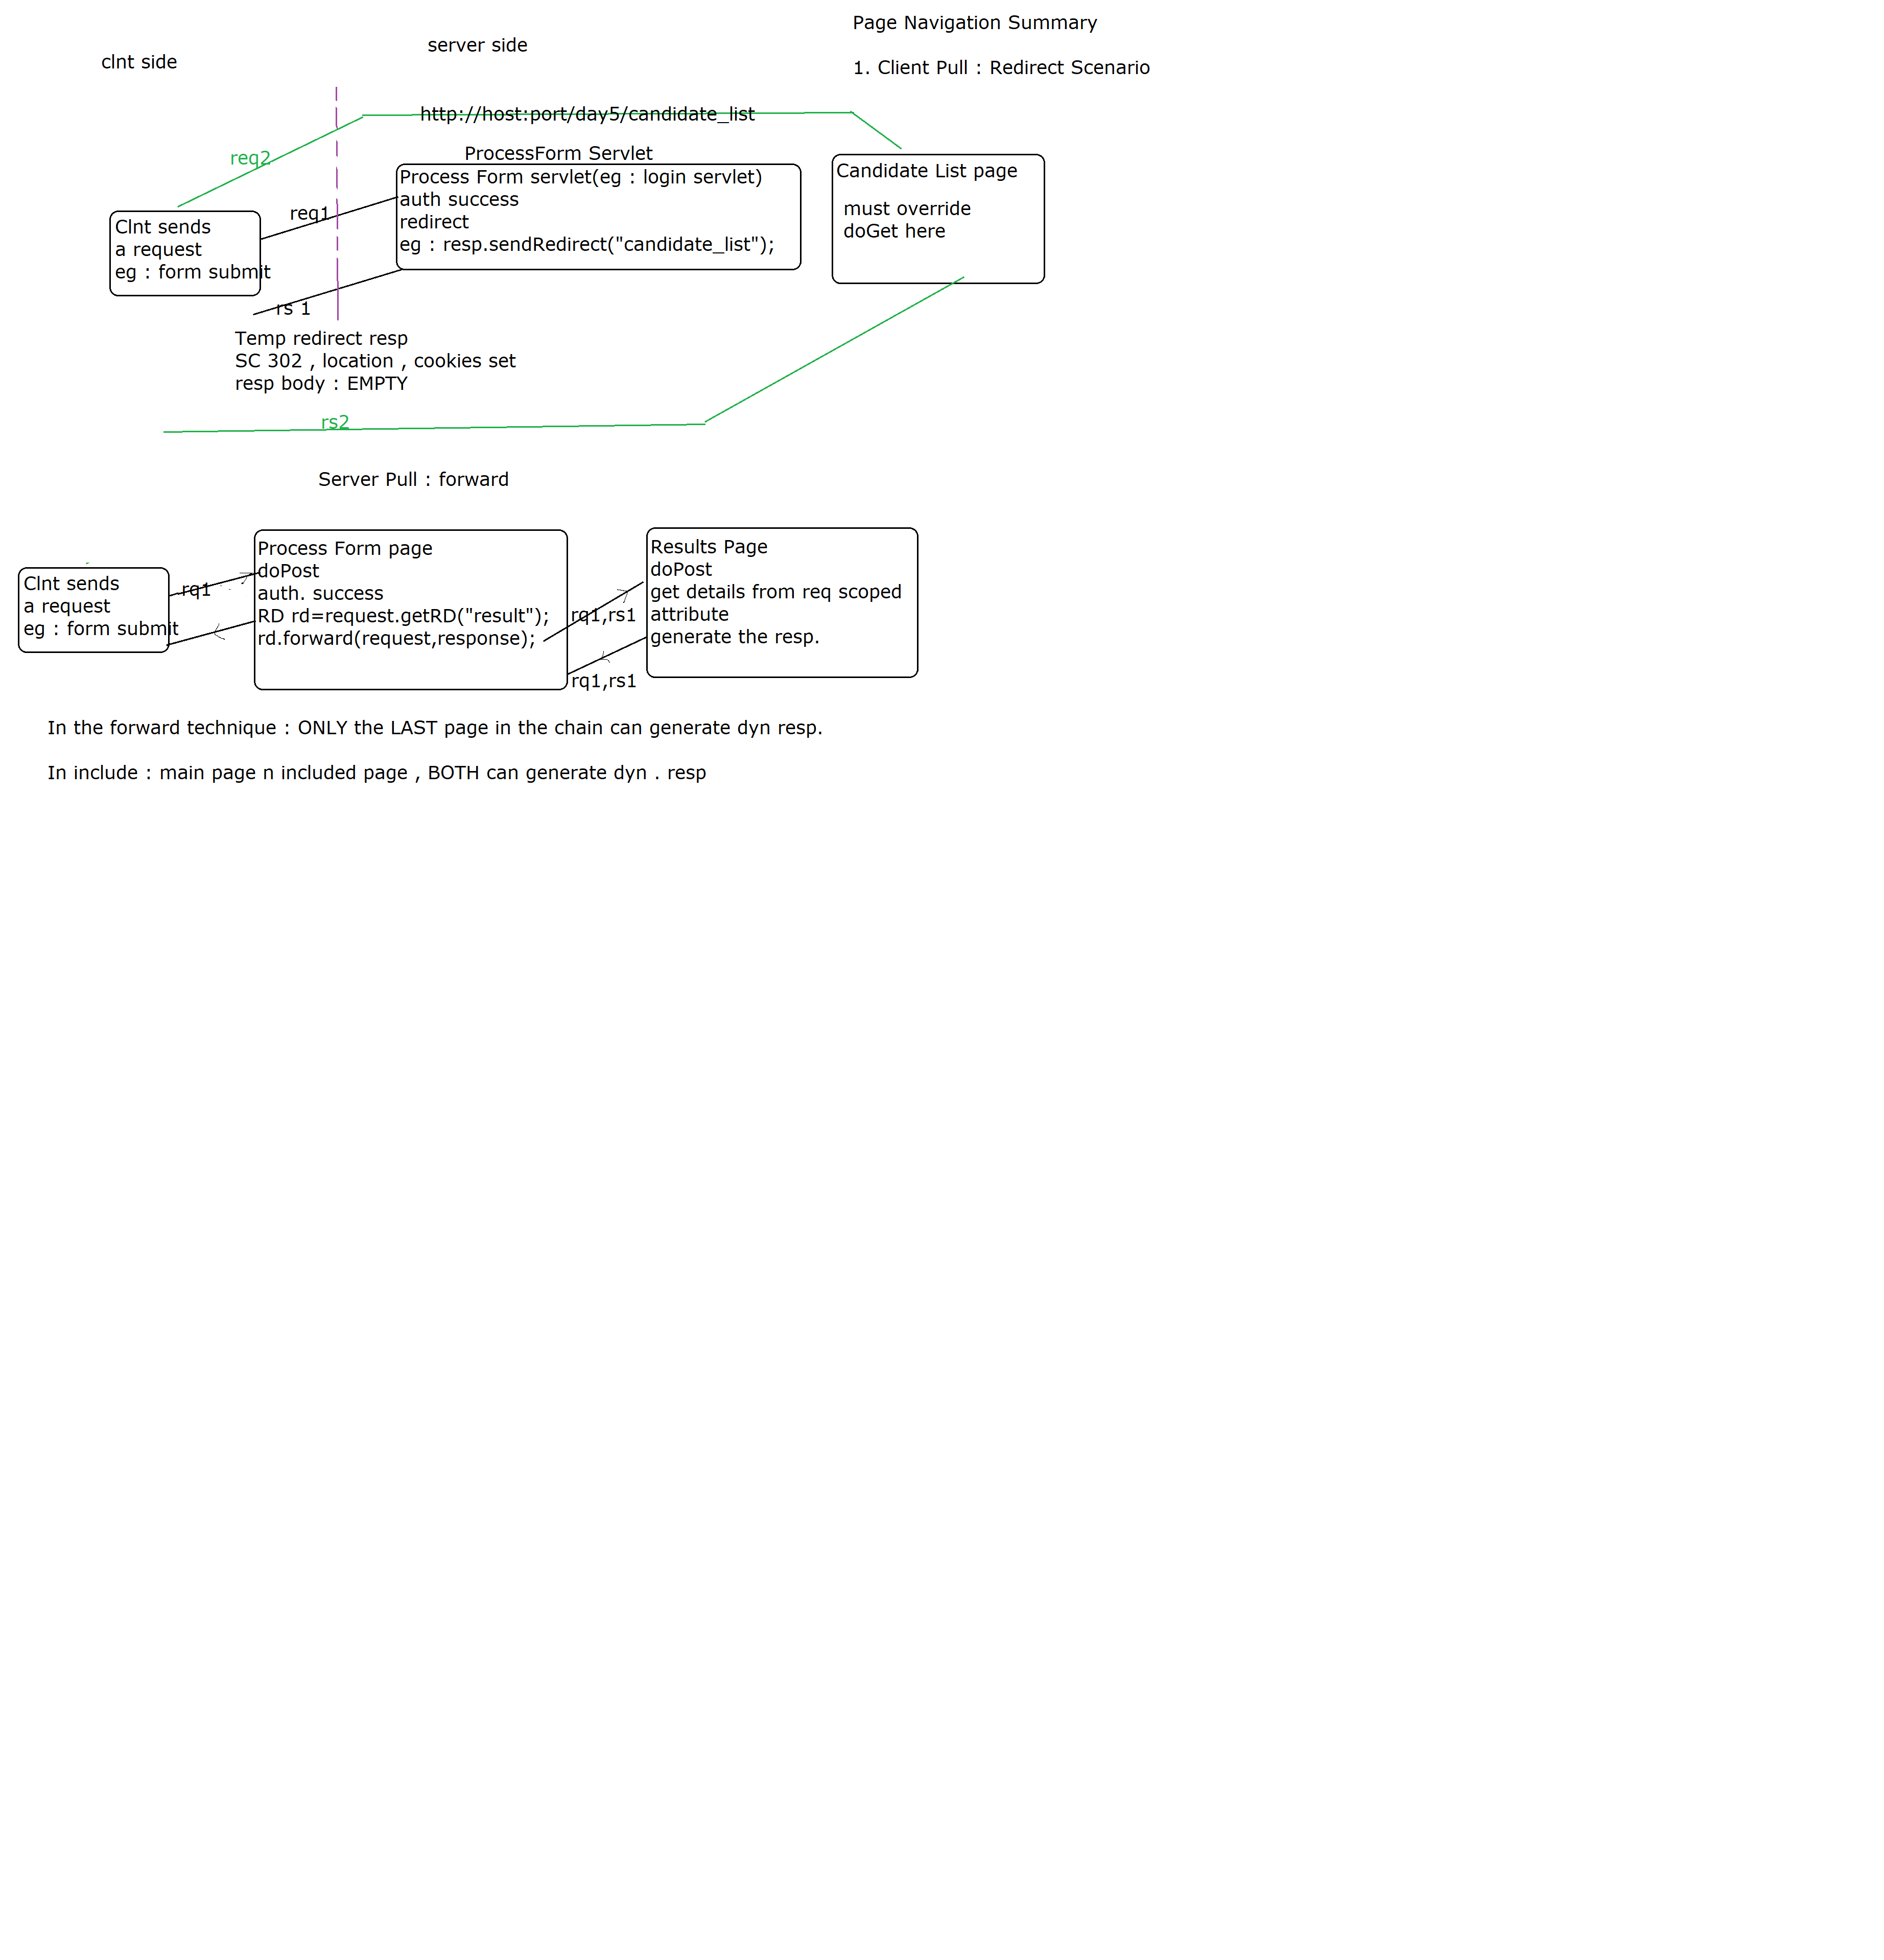 Page Navigation Summary
1. Client Pull : Redirect Scenario
server side
clnt side
http://host:port/day5/candidate_list
req2
ProcessForm Servlet
Process Form servlet(eg : login servlet)
auth success
redirect
eg : resp.sendRedirect("candidate_list");
Candidate List page
must override
doGet here
req1
Clnt sends
a request
eg : form submit
rs 1
Temp redirect resp
SC 302 , location , cookies set
resp body : EMPTY
rs2
Server Pull : forward
Clnt sends
a request
eg : form submit
rq1
Process Form page
doPost
auth. success
RD rd=request.getRD("result");
rd.forward(request,response);
rq1,rs1
rq1,rs1
Results Page
doPost
get details from req scoped
attribute
generate the resp.
In the forward technique : ONLY the LAST page in the chain can generate dyn resp.
In include : main page n included page , BOTH can generate dyn . resp